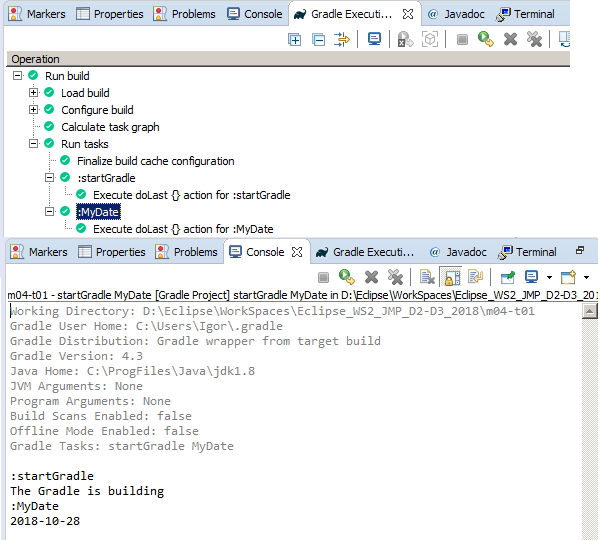 Markers Properties Problems Console Gradle Executi... Javadoc Terminal
Operation
Run build
Load build
Configure build
Calculate task graph
Run tasks
Finalize build cache configuration
:startGradle
Execute doLast {} action for :startGradle
:MyDate
Execute doLast {} action for :MyDate
Markers Properties Problems Console Gradle Executi... Javadoc Terminal
m04-t01 - startGradle MyDate [Gradle Project] startGradle MyDate in D:\Eclipse\WorkSpaces\Eclipse_WS2_JMP_D2-D3_2018\m04-t01
Working Directory: D:\Eclipse\WorkSpaces\Eclipse_WS2_JMP_D2-D3_2018\m04-t01
Gradle User Home: C:\Users\Igor\.gradle
Gradle Distribution: Gradle wrapper from target build
Gradle Version: 4.3
Java Home: C:\ProgFiles\Java\jdk1.8
JVM Arguments: None
Program Arguments: None
Build Scans Enabled: false
Offline Mode Enabled: false
Gradle Tasks: startGradle MyDate
:startGradle
The Gradle is building
:MyDate
2018-10-28